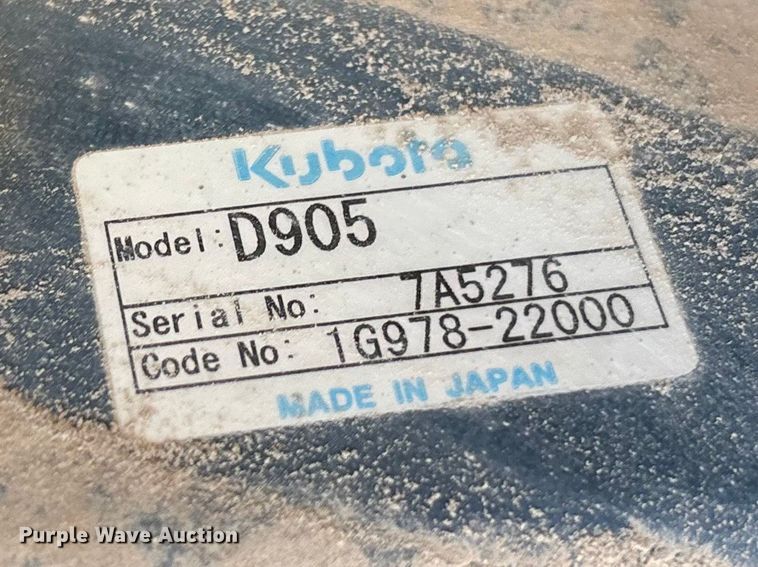 Kubota
Model: D905
Serial No: 7A5276
Code No: 1G978-22000
MADE IN JAPAN
Purple Wave Auction